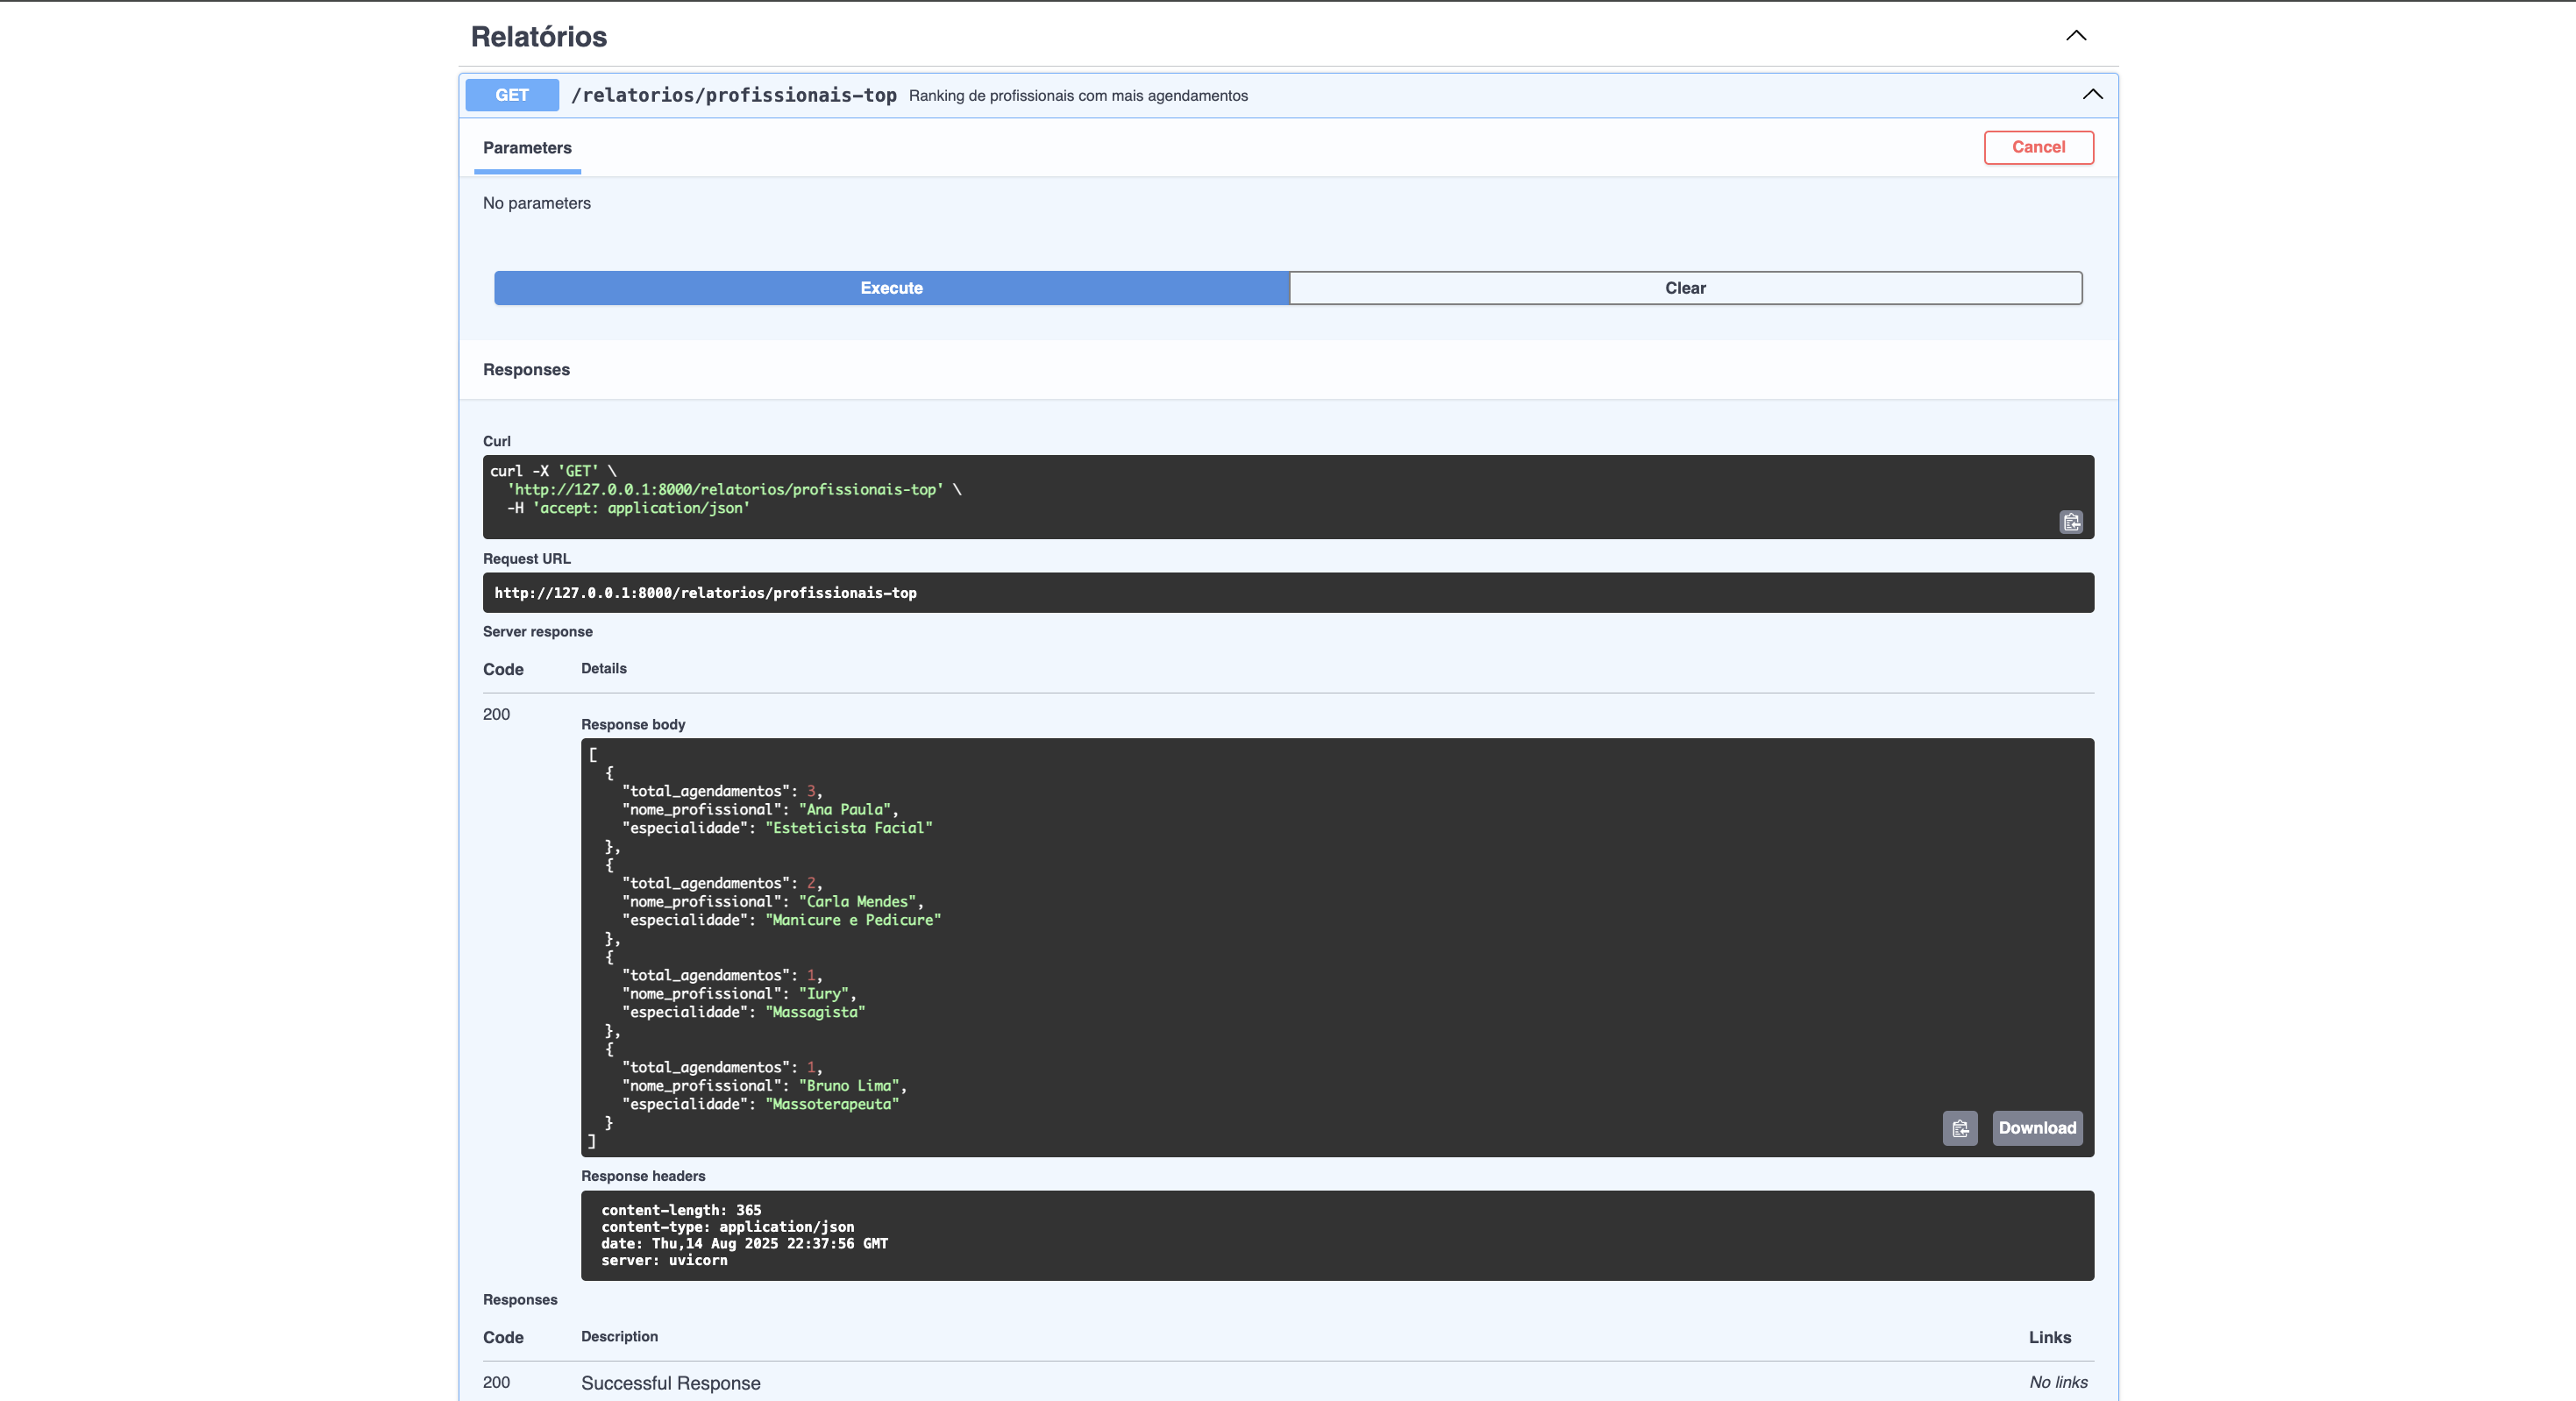 Relatórios
GET /relatorios/profissionais-top Ranking de profissionais com mais agendamentos
Parameters
Cancel
No parameters
Execute
Clear
Responses
Curl
curl -X 'GET' \
  'http://127.0.0.1:8000/relatorios/profissionais-top' \
  -H 'accept: application/json'
Request URL
http://127.0.0.1:8000/relatorios/profissionais-top
Server response
Code Details
200
Response body
[
  {
    "total_agendamentos": 3,
    "nome_profissional": "Ana Paula",
    "especialidade": "Esteticista Facial"
  },
  {
    "total_agendamentos": 2,
    "nome_profissional": "Carla Mendes",
    "especialidade": "Manicure e Pedicure"
  },
  {
    "total_agendamentos": 1,
    "nome_profissional": "Iury",
    "especialidade": "Massagista"
  },
  {
    "total_agendamentos": 1,
    "nome_profissional": "Bruno Lima",
    "especialidade": "Massoterapeuta"
  }
]
Download
Response headers
content-length: 365
content-type: application/json
date: Thu,14 Aug 2025 22:37:56 GMT
server: uvicorn
Responses
Code Description Links
200 Successful Response No links